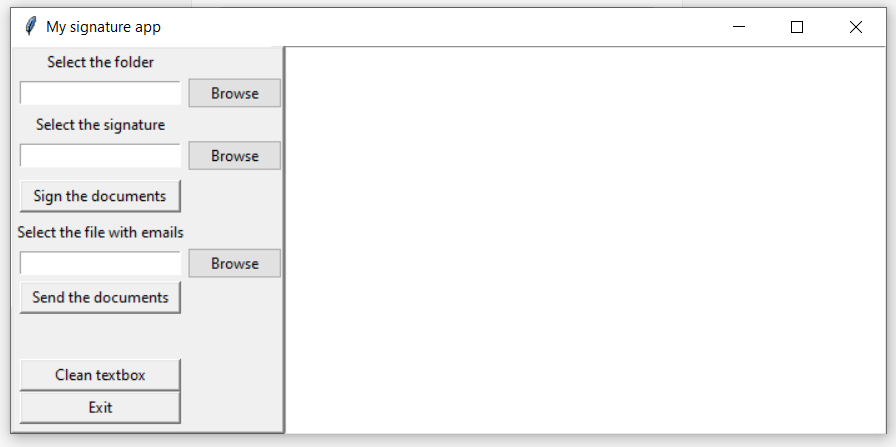 My signature app
Select the folder
Browse
Select the signature
Browse
Sign the documents
Select the file with emails
Browse
Send the documents
Clean textbox
Exit